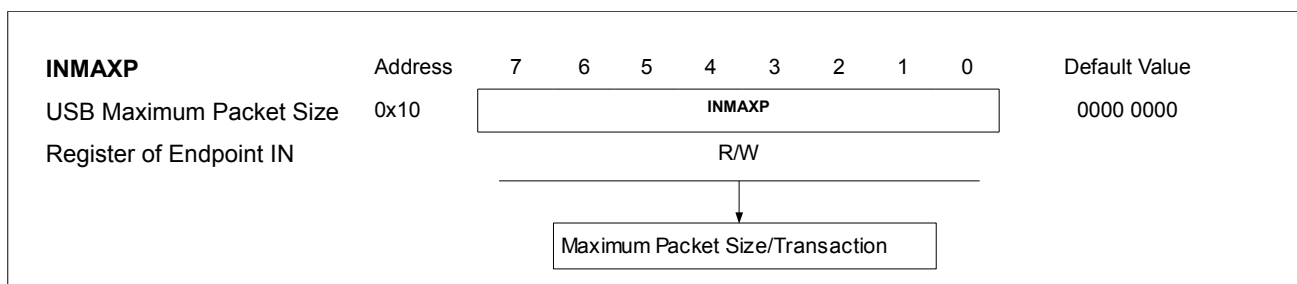 INMAXP Address 7 6 5 4 3 2 1 0 Default Value
USB Maximum Packet Size 0x10 INMAXP 0000 0000
Register of Endpoint IN R/W
Maximum Packet Size/Transaction